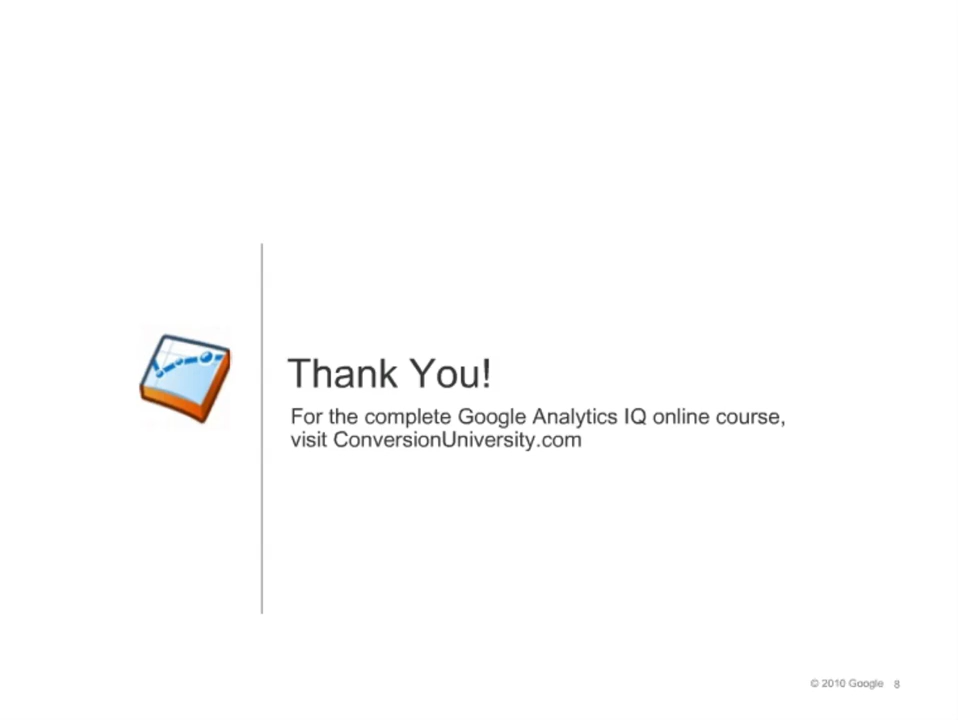 Thank You!
For the complete Google Analytics IQ online course,
visit ConversionUniversity.com
© 2010 Google 8